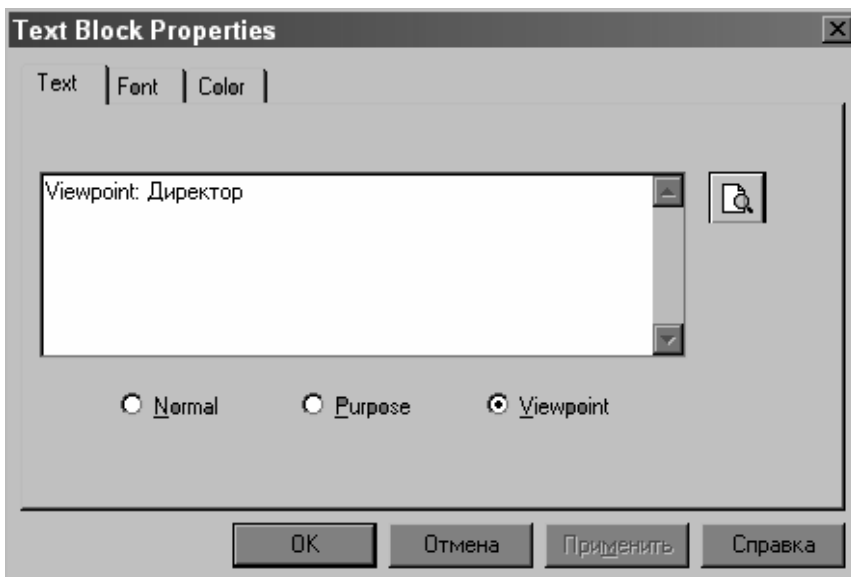 Text Block Properties
Text Font Color
Viewpoint: Директор
Normal Purpose Viewpoint
OK Отмена Применить Справка